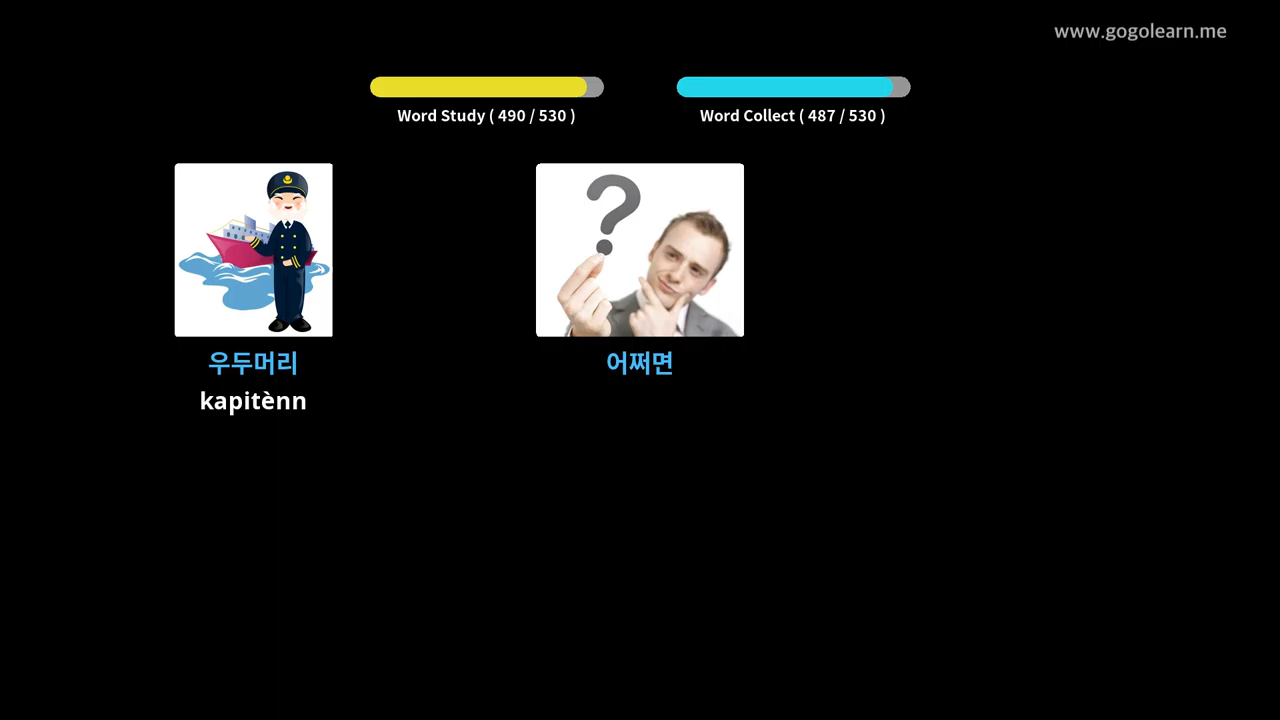 www.gogolearn.me
Word Study ( 490 / 530 )
Word Collect ( 487 / 530 )
우두머리
어쩌면
kapitènn